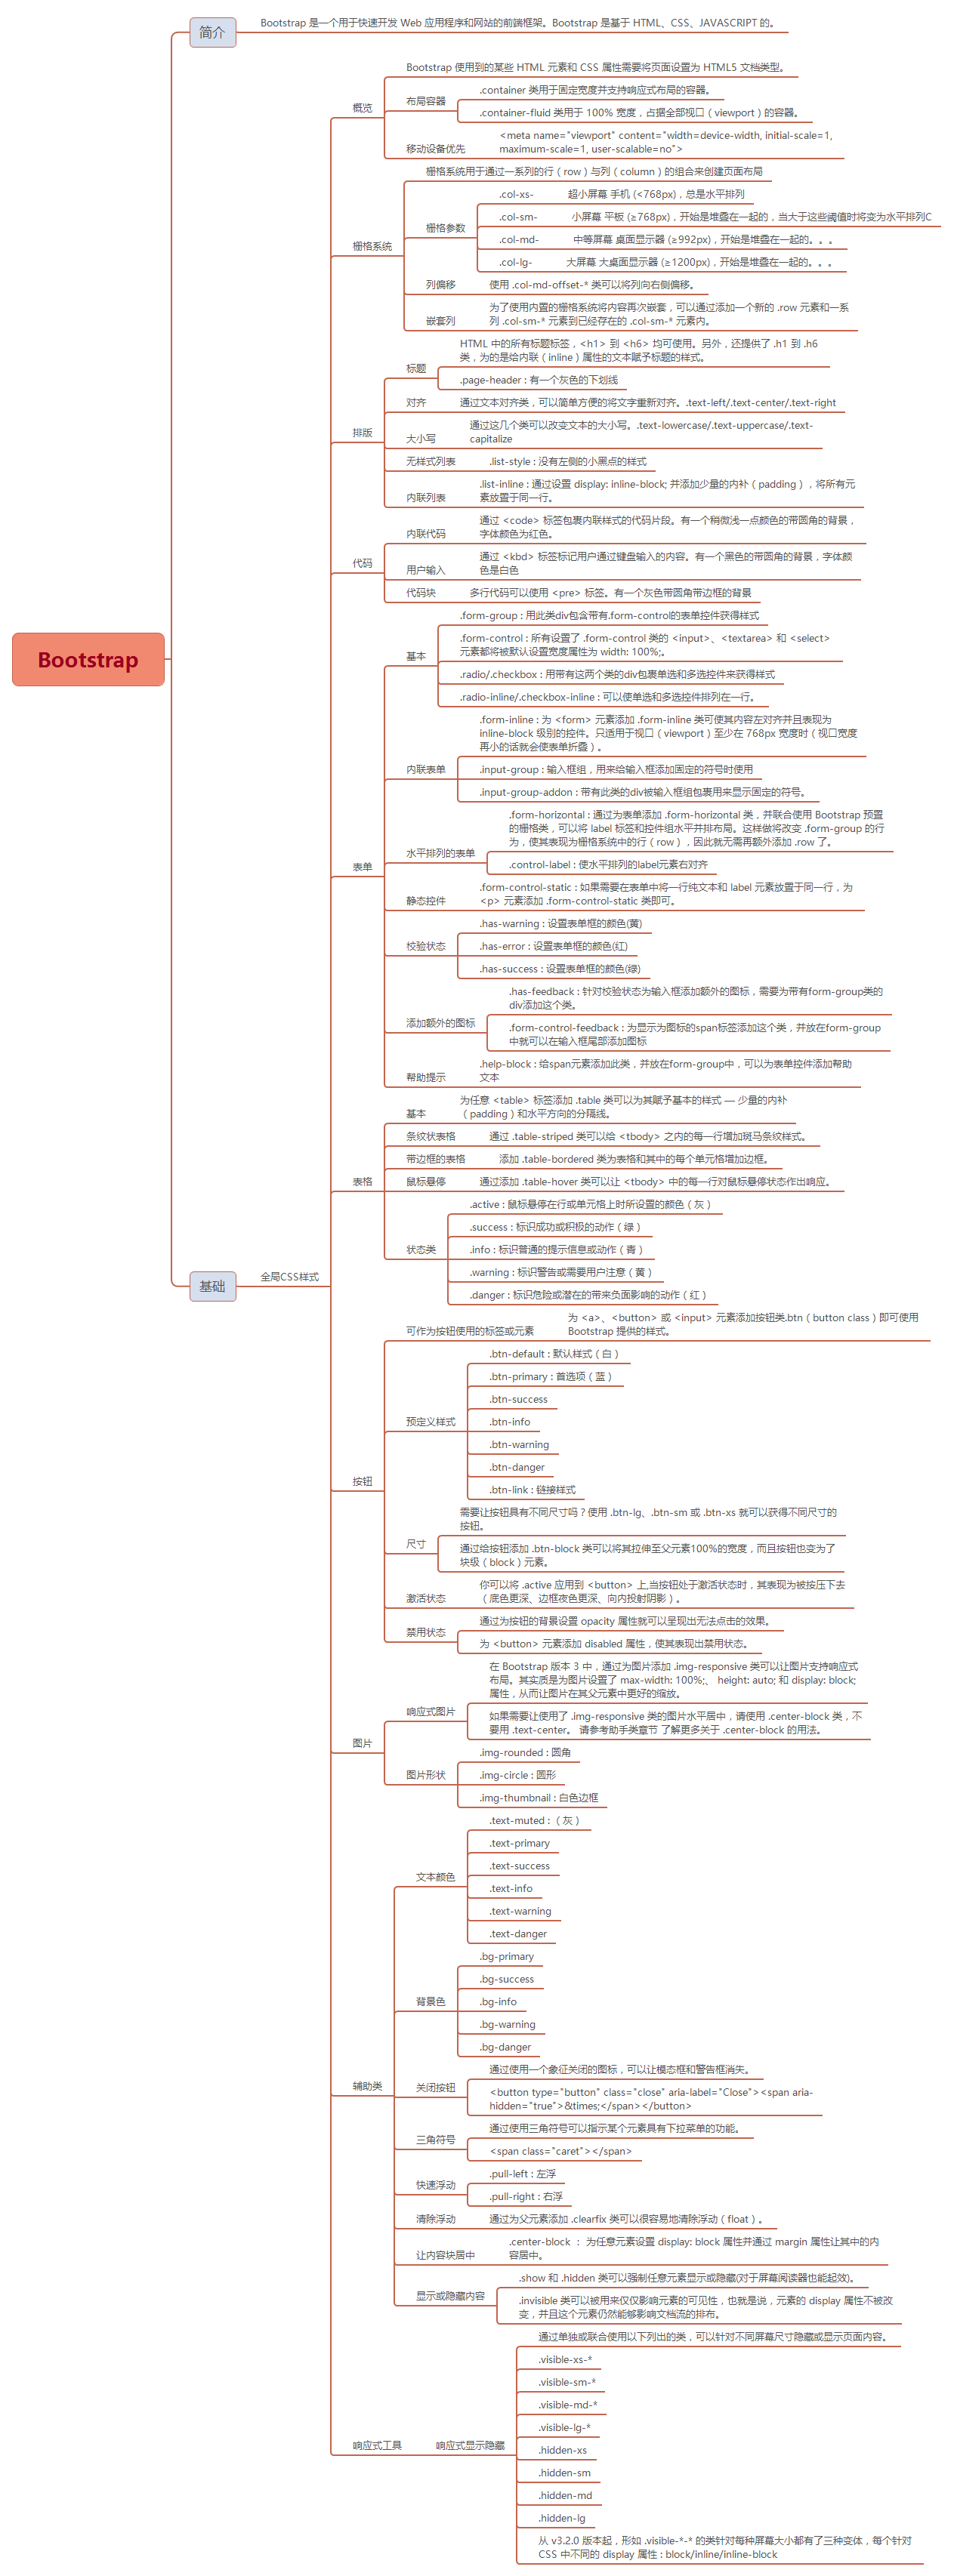 Bootstrap
简介
Bootstrap 是一个用于快速开发 Web 应用程序和网站的前端框架。Bootstrap 是基于 HTML、CSS、JAVASCRIPT 的。
基础
全局CSS样式
概览
Bootstrap 使用到的某些 HTML 元素和 CSS 属性需要将页面设置为 HTML5 文档类型。
布局容器
.container 类用于固定宽度并支持响应式布局的容器。
.container-fluid 类用于 100% 宽度，占据全部视口（viewport）的容器。
移动设备优先
<meta name="viewport" content="width=device-width, initial-scale=1,
maximum-scale=1, user-scalable=no">
栅格系统
栅格系统用于通过一系列的行（row）与列（column）的组合来创建页面布局
栅格参数
.col-xs- 超小屏幕 手机 (<768px)，总是水平排列
.col-sm- 小屏幕 平板 (≥768px)，开始是堆叠在一起的，当大于这些阈值时将变为水平排列C
.col-md- 中等屏幕 桌面显示器 (≥992px)，开始是堆叠在一起的。。。
.col-lg- 大屏幕 大桌面显示器 (≥1200px)，开始是堆叠在一起的。。。
列偏移
使用 .col-md-offset-* 类可以将列向右侧偏移。
嵌套列
为了使用内置的栅格系统将内容再次嵌套，可以通过添加一个新的 .row 元素和一系
列 .col-sm-* 元素到已经存在的 .col-sm-* 元素内。
排版
标题
HTML 中的所有标题标签，<h1> 到 <h6> 均可使用。另外，还提供了 .h1 到 .h6
类，为的是给内联（inline）属性的文本赋予标题的样式。
.page-header : 有一个灰色的下划线
对齐
通过文本对齐类，可以简单方便的将文字重新对齐。.text-left/.text-center/.text-right
大小写
通过这几个类可以改变文本的大小写。.text-lowercase/.text-uppercase/.text-
capitalize
无样式列表
.list-style : 没有左侧的小黑点的样式
内联列表
.list-inline : 通过设置 display: inline-block; 并添加少量的内补（padding），将所有元
素放置于同一行。
代码
内联代码
通过 <code> 标签包裹内联样式的代码片段。有一个稍微浅一点颜色的带圆角的背景，
字体颜色为红色。
用户输入
通过 <kbd> 标签标记用户通过键盘输入的内容。有一个黑色的带圆角的背景，字体颜
色是白色
代码块
多行代码可以使用 <pre> 标签。有一个灰色带圆角带边框的背景
表单
基本
.form-group : 用此类div包含带有.form-control的表单控件获得样式
.form-control : 所有设置了 .form-control 类的 <input>、<textarea> 和 <select>
元素都将被默认设置宽度属性为 width: 100%;。
.radio/.checkbox : 用带有这两个类的div包裹单选和多选控件来获得样式
.radio-inline/.checkbox-inline : 可以使单选和多选控件排列在一行。
内联表单
.form-inline : 为 <form> 元素添加 .form-inline 类可使其内容左对齐并且表现为
inline-block 级别的控件。只适用于视口（viewport）至少在 768px 宽度时（视口宽度
再小的话就会使表单折叠）。
.input-group : 输入框组，用来给输入框添加固定的符号时使用
.input-group-addon : 带有此类的div被输入框组包裹用来显示固定的符号。
水平排列的表单
.form-horizontal : 通过为表单添加 .form-horizontal 类，并联合使用 Bootstrap 预置
的栅格类，可以将 label 标签和控件组水平并排布局。这样做将改变 .form-group 的行
为，使其表现为栅格系统中的行（row），因此就无需再额外添加 .row 了。
.control-label : 使水平排列的label元素右对齐
静态控件
.form-control-static : 如果需要在表单中将一行纯文本和 label 元素放置于同一行，为
<p> 元素添加 .form-control-static 类即可。
校验状态
.has-warning : 设置表单框的颜色(黄)
.has-error : 设置表单框的颜色(红)
.has-success : 设置表单框的颜色(绿)
添加额外的图标
.has-feedback : 针对校验状态为输入框添加额外的图标，需要为带有form-group类的
div添加这个类。
.form-control-feedback : 为显示为图标的span标签添加这个类，并放在form-group
中就可以在输入框尾部添加图标
帮助提示
.help-block : 给span元素添加此类，并放在form-group中，可以为表单控件添加帮助
文本
表格
基本
为任意 <table> 标签添加 .table 类可以为其赋予基本的样式 — 少量的内补
（padding）和水平方向的分隔线。
条纹状表格
通过 .table-striped 类可以给 <tbody> 之内的每一行增加斑马条纹样式。
带边框的表格
添加 .table-bordered 类为表格和其中的每个单元格增加边框。
鼠标悬停
通过添加 .table-hover 类可以让 <tbody> 中的每一行对鼠标悬停状态作出响应。
状态类
.active : 鼠标悬停在行或单元格上时所设置的颜色（灰）
.success : 标识成功或积极的动作（绿）
.info : 标识普通的提示信息或动作（青）
.warning : 标识警告或需要用户注意（黄）
.danger : 标识危险或潜在的带来负面影响的动作（红）
按钮
可作为按钮使用的标签或元素
为 <a>、<button> 或 <input> 元素添加按钮类.btn（button class）即可使用
Bootstrap 提供的样式。
预定义样式
.btn-default : 默认样式（白）
.btn-primary : 首选项（蓝）
.btn-success
.btn-info
.btn-warning
.btn-danger
.btn-link : 链接样式
尺寸
需要让按钮具有不同尺寸吗？使用 .btn-lg、.btn-sm 或 .btn-xs 就可以获得不同尺寸的
按钮。
通过给按钮添加 .btn-block 类可以将其拉伸至父元素100%的宽度，而且按钮也变为了
块级（block）元素。
激活状态
你可以将 .active 应用到 <button> 上,当按钮处于激活状态时，其表现为被按压下去
（底色更深、边框夜色更深、向内投射阴影）。
禁用状态
通过为按钮的背景设置 opacity 属性就可以呈现出无法点击的效果。
为 <button> 元素添加 disabled 属性，使其表现出禁用状态。
图片
响应式图片
在 Bootstrap 版本 3 中，通过为图片添加 .img-responsive 类可以让图片支持响应式
布局。其实质是为图片设置了 max-width: 100%;、 height: auto; 和 display: block;
属性，从而让图片在其父元素中更好的缩放。
如果需要让使用了 .img-responsive 类的图片水平居中，请使用 .center-block 类，不
要用 .text-center。 请参考助手类章节 了解更多关于 .center-block 的用法。
图片形状
.img-rounded : 圆角
.img-circle : 圆形
.img-thumbnail : 白色边框
辅助类
文本颜色
.text-muted :（灰）
.text-primary
.text-success
.text-info
.text-warning
.text-danger
背景色
.bg-primary
.bg-success
.bg-info
.bg-warning
.bg-danger
关闭按钮
通过使用一个象征关闭的图标，可以让模态框和警告框消失。
<button type="button" class="close" aria-label="Close"><span aria-
hidden="true">&times;</span></button>
三角符号
通过使用三角符号可以指示某个元素具有下拉菜单的功能。
<span class="caret"></span>
快速浮动
.pull-left : 左浮
.pull-right : 右浮
清除浮动
通过为父元素添加 .clearfix 类可以很容易地清除浮动（float）。
让内容块居中
.center-block ： 为任意元素设置 display: block 属性并通过 margin 属性让其中的内
容居中。
显示或隐藏内容
.show 和 .hidden 类可以强制任意元素显示或隐藏(对于屏幕阅读器也能起效)。
.invisible 类可以被用来仅仅影响元素的可见性，也就是说，元素的 display 属性不被改
变，并且这个元素仍然能够影响文档流的排布。
响应式工具
响应式显示隐藏
通过单独或联合使用以下列出的类，可以针对不同屏幕尺寸隐藏或显示页面内容。
.visible-xs-*
.visible-sm-*
.visible-md-*
.visible-lg-*
.hidden-xs
.hidden-sm
.hidden-md
.hidden-lg
从 v3.2.0 版本起，形如 .visible-*-* 的类针对每种屏幕大小都有了三种变体，每个针对
CSS 中不同的 display 属性 : block/inline/inline-block